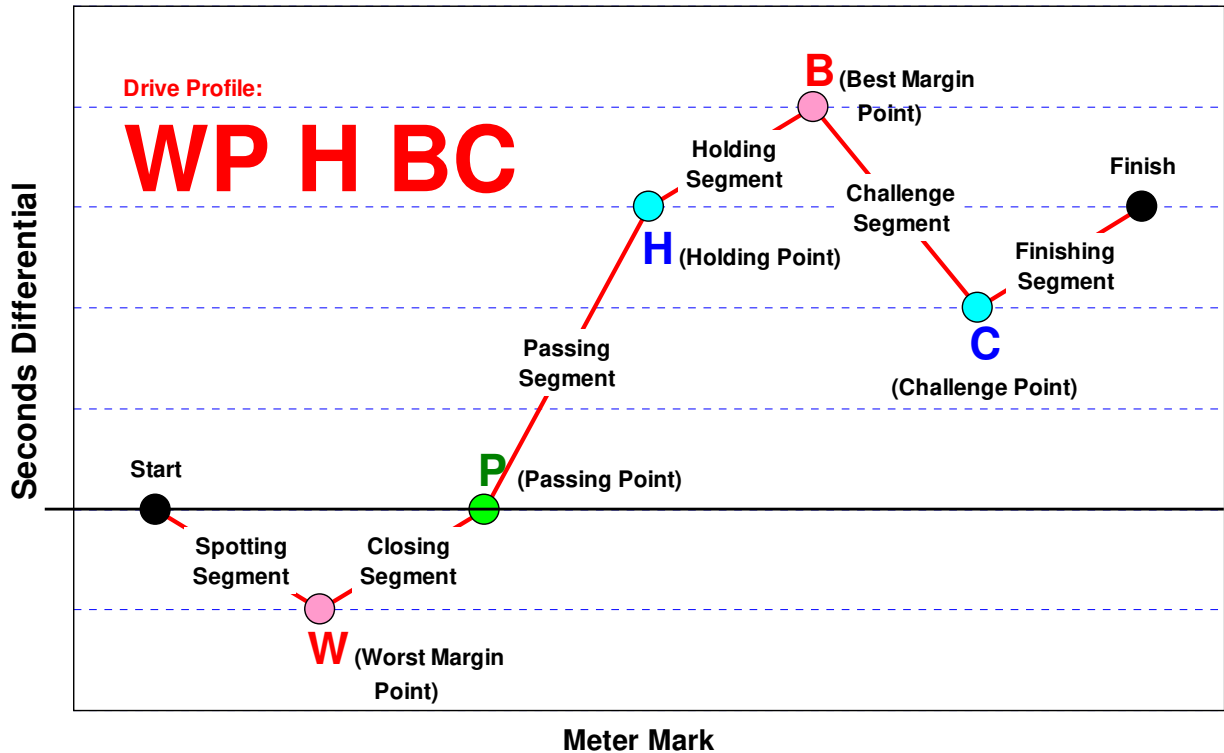 Drive Profile:
WP H BC
B (Best Margin
Point)
Holding
Segment
Challenge
Segment
Finish
H (Holding Point)
Finishing
Segment
C
(Challenge Point)
Passing
Segment
Start
P (Passing Point)
Spotting
Segment
Closing
Segment
W (Worst Margin
Point)
Seconds Differential
Meter Mark